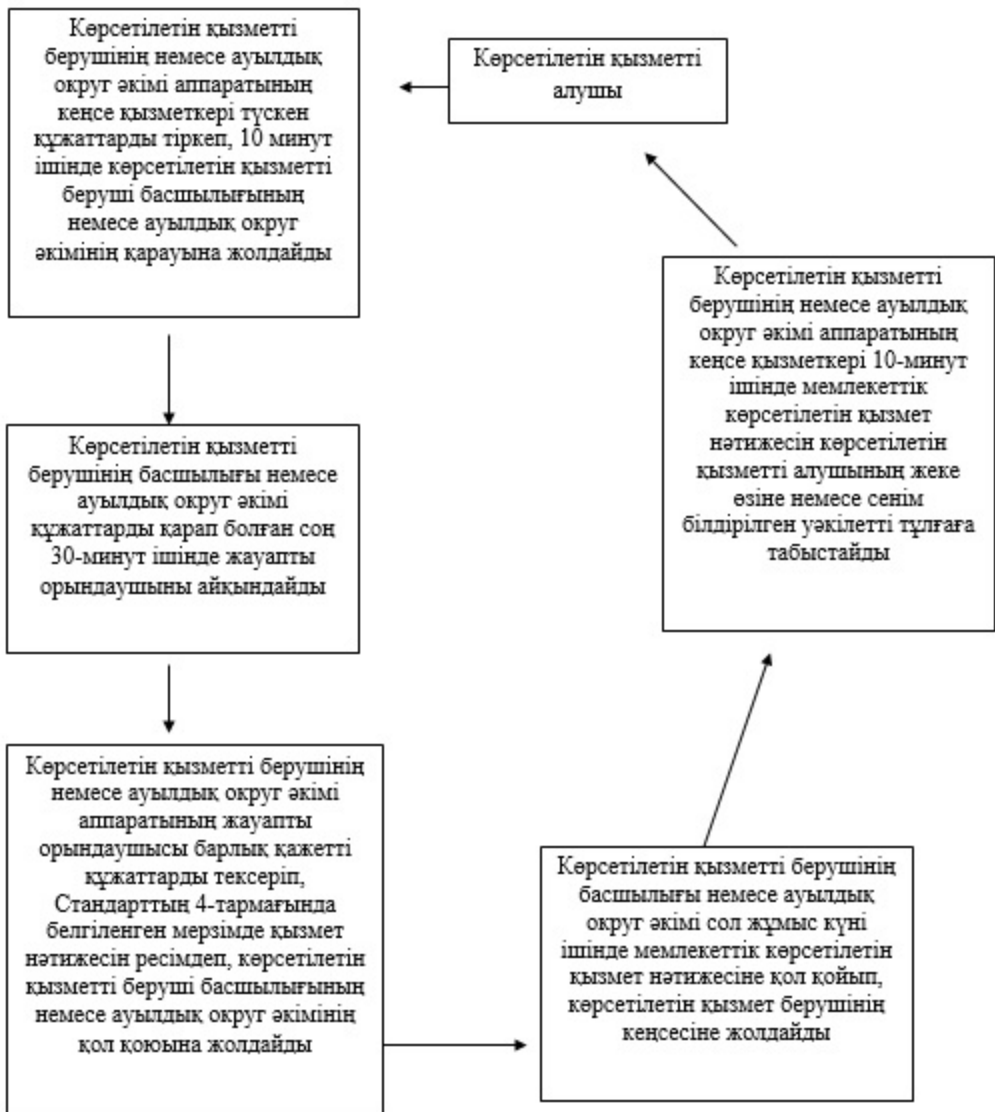 Көрсетілетін қызметті
берушінің немесе ауылдық
округ әкімі аппаратының
кеңсе қызметкері түскен
құжаттарды тіркеп, 10 минут
ішінде көрсетілетін қызметті
беруші басшылығының
немесе ауылдық округ
әкімінің қарауына жолдайды
Көрсетілетін қызметті
алушы
Көрсетілетін қызметті
берушінің басшылығы немесе
ауылдық округ әкімі
құжаттарды қарап болған соң
30-минут ішінде жауапты
орындаушыны айқындайды
Көрсетілетін қызметті берушінің
немесе ауылдық округ әкімі
аппаратының жауапты
орындаушысы барлық қажетті
құжаттарды тексеріп,
Стандарттың 4-тармағында
белгіленген мерзімде қызмет
нәтижесін ресімдеп, көрсетілетін
қызметті беруші басшылығының
немесе ауылдық округ әкімінің
қол қоюына жолдайды
Көрсетілетін қызметті берушінің
басшылығы немесе ауылдық
округ әкімі сол жұмыс күні
ішінде мемлекеттік көрсетілетін
қызмет нәтижесіне қол қойып,
көрсетілетін қызмет берушінің
кеңсесіне жолдайды
Көрсетілетін қызметті
берушінің немесе ауылдық
округ әкімі аппаратының
кеңсе қызметкері 10-минут
ішінде мемлекеттік
көрсетілетін қызмет
нәтижесін көрсетілетін
қызметті алушының жеке
өзіне немесе сенім
білдірілген уәкілетті тұлғаға
табыстайды